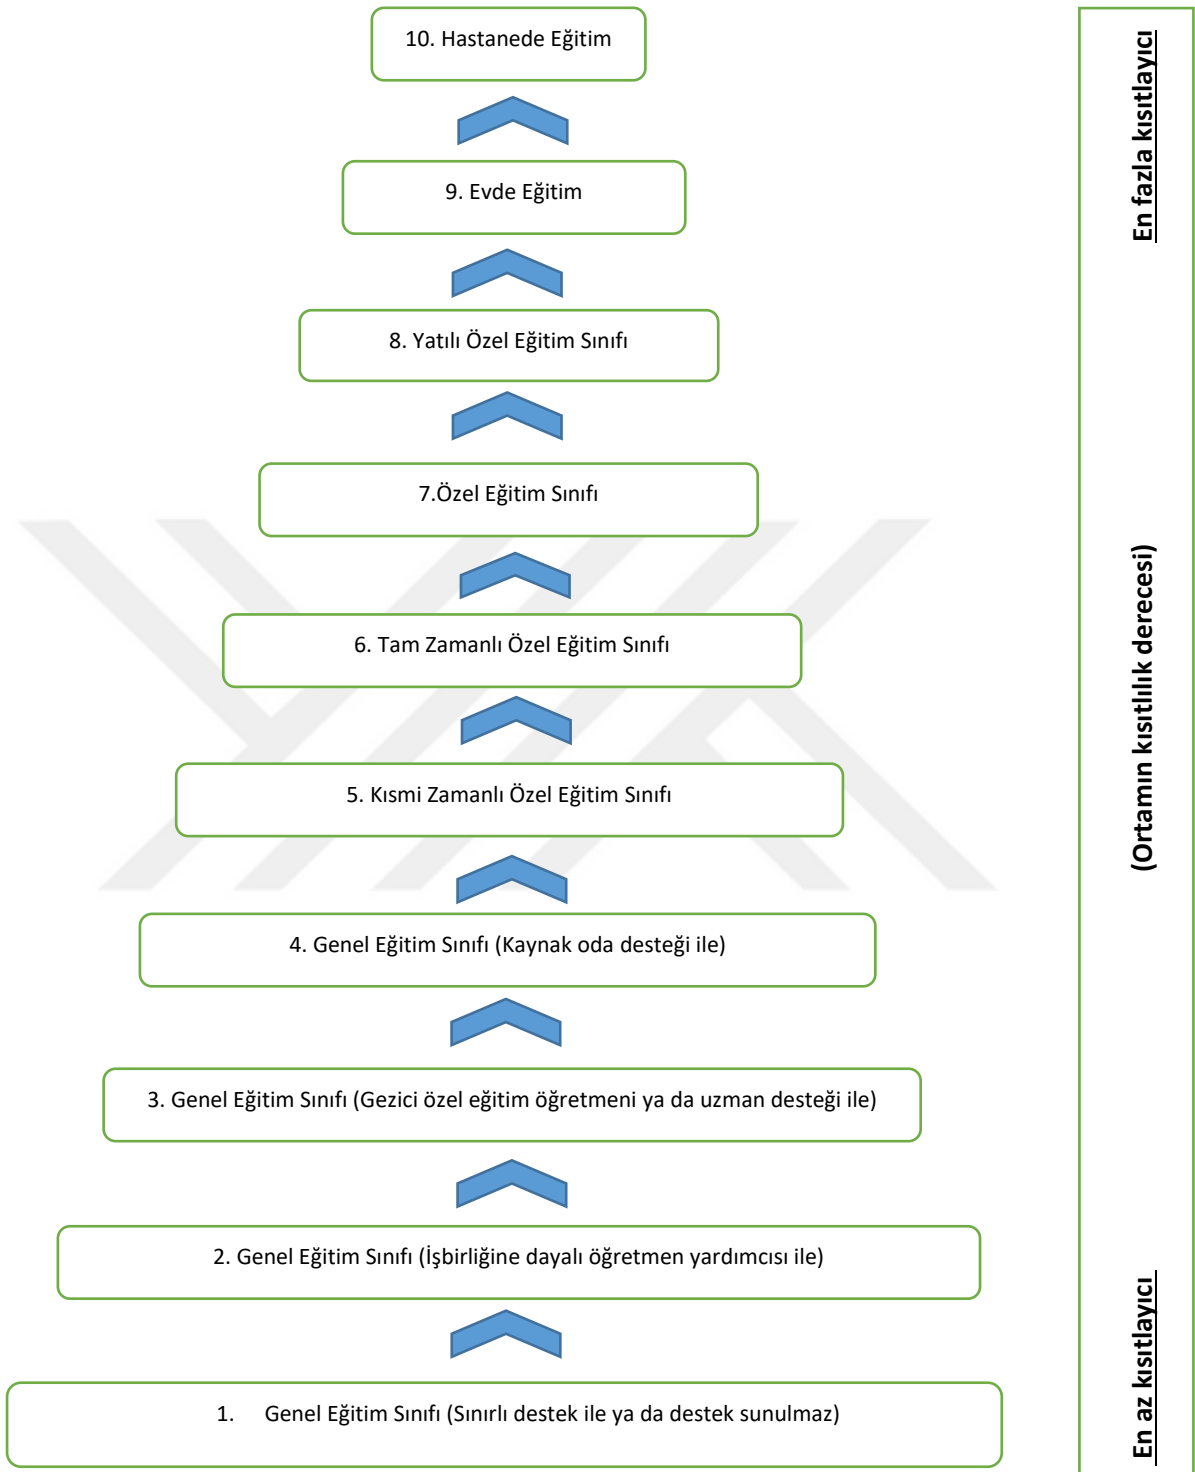 10. Hastanede Eğitim
9. Evde Eğitim
8. Yatılı Özel Eğitim Sınıfı
7.Özel Eğitim Sınıfı
6. Tam Zamanlı Özel Eğitim Sınıfı
5. Kısmi Zamanlı Özel Eğitim Sınıfı
4. Genel Eğitim Sınıfı (Kaynak oda desteği ile)
3. Genel Eğitim Sınıfı (Gezici özel eğitim öğretmeni ya da uzman desteği ile)
2. Genel Eğitim Sınıfı (İşbirliğine dayalı öğretmen yardımcısı ile)
1. Genel Eğitim Sınıfı (Sınırlı destek ile ya da destek sunulmaz)
En az kısıtlayıcı
(Ortamın kısıtlılık derecesi)
En fazla kısıtlayıcı